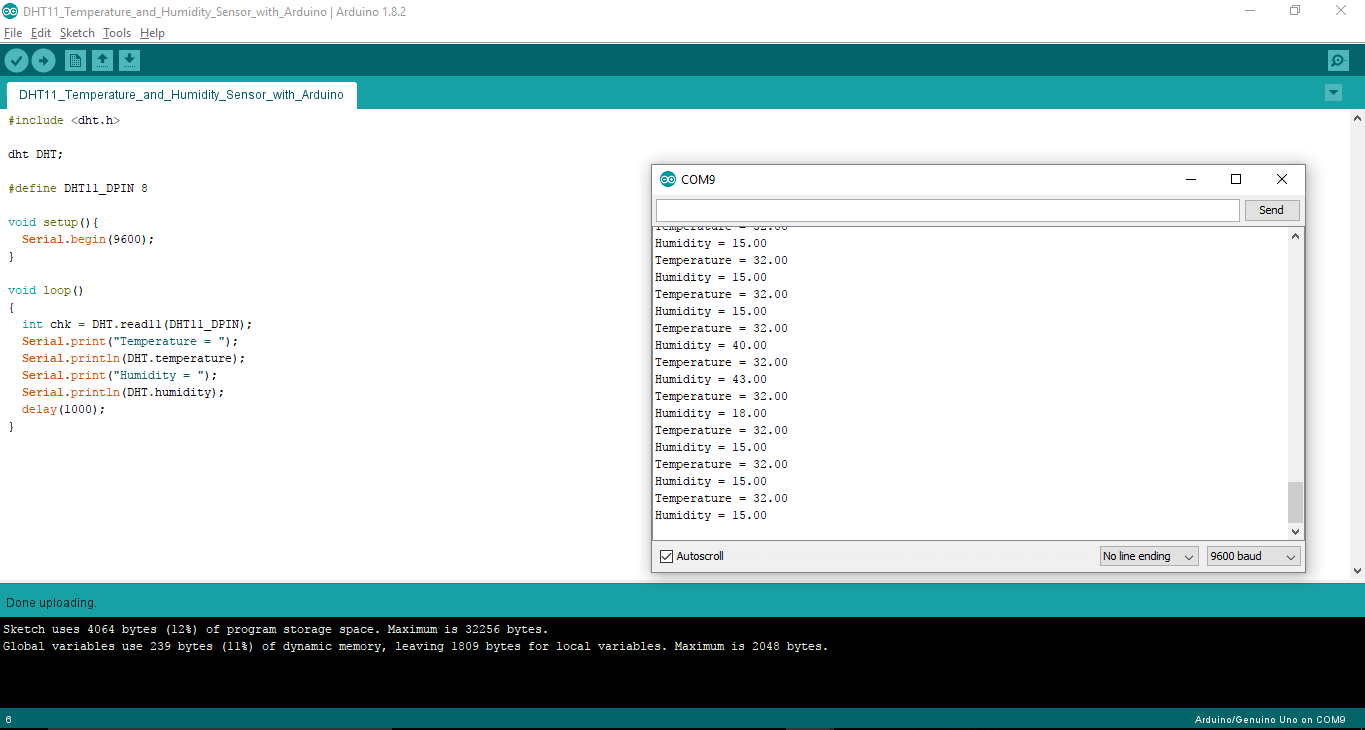 DHT11_Temperature_and_Humidity_Sensor_with_Arduino | Arduino 1.8.2
File Edit Sketch Tools Help
DHT11_Temperature_and_Humidity_Sensor_with_Arduino
#include <dht.h>
dht DHT;
#define DHT11_DPIN 8
void setup(){
Serial.begin(9600);
}
void loop()
{
int chk = DHT.read11(DHT11_DPIN);
Serial.print("Temperature = ");
Serial.println(DHT.temperature);
Serial.print("Humidity = ");
Serial.println(DHT.humidity);
delay(1000);
}
COM9
Send
Temperature = 32.00
Humidity = 15.00
Temperature = 32.00
Humidity = 15.00
Temperature = 32.00
Humidity = 15.00
Temperature = 32.00
Humidity = 40.00
Temperature = 32.00
Humidity = 43.00
Temperature = 32.00
Humidity = 18.00
Temperature = 32.00
Humidity = 15.00
Temperature = 32.00
Humidity = 15.00
Temperature = 32.00
Humidity = 15.00
Autoscroll
No line ending
9600 baud
Done uploading.
Sketch uses 4064 bytes (12%) of program storage space. Maximum is 32256 bytes.
Global variables use 239 bytes (11%) of dynamic memory, leaving 1809 bytes for local variables. Maximum is 2048 bytes.
6
Arduino/Genuino Uno on COM9